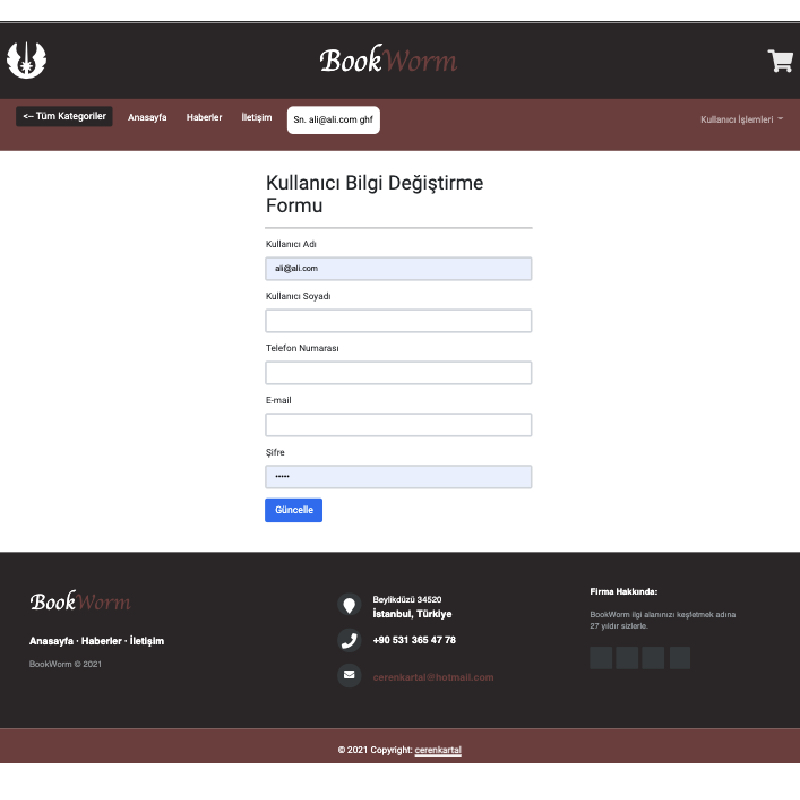 BookWorm
<-- Tüm Kategoriler
Anasayfa
Haberler
İletişim
Sn. ali@ali.com ghf
Kullanıcı İşlemleri
Kullanıcı Bilgi Değiştirme
Formu
Kullanıcı Adı
ali@ali.com
Kullanıcı Soyadı
Telefon Numarası
E-mail
Şifre
······
Güncelle
BookWorm
Anasayfa · Haberler · İletişim
BookWorm © 2021
Beylikdüzü 34520
İstanbul, Türkiye
+90 531 365 47 78
cerenkartal@hotmail.com
Firma Hakkında:
BookWorm ilgi alanınızı keşfetmek adına
27 yıldır sizlerle.
© 2021 Copyright: cerenkartal